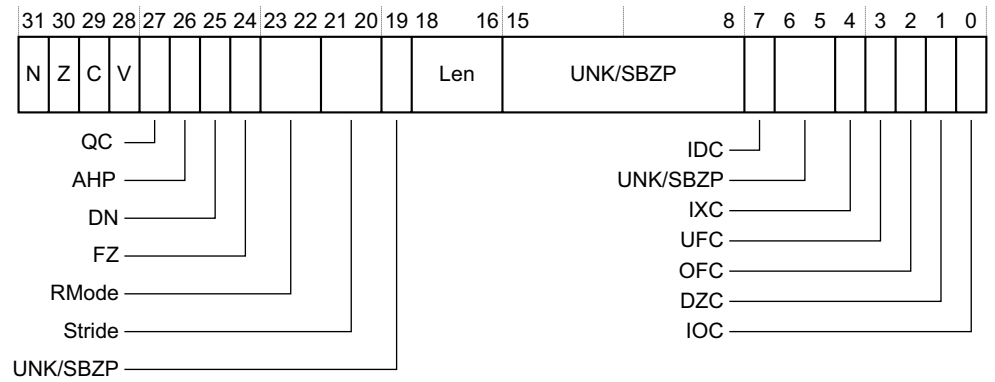 31 30 29 28 27 26 25 24 23 22 21 20 19 18 16 15 8 7 6 5 4 3 2 1 0
N Z C V Len UNK/SBZP
QC
AHP
DN
FZ
RMode
Stride
UNK/SBZP
IDC
UNK/SBZP
IXC
UFC
OFC
DZC
IOC